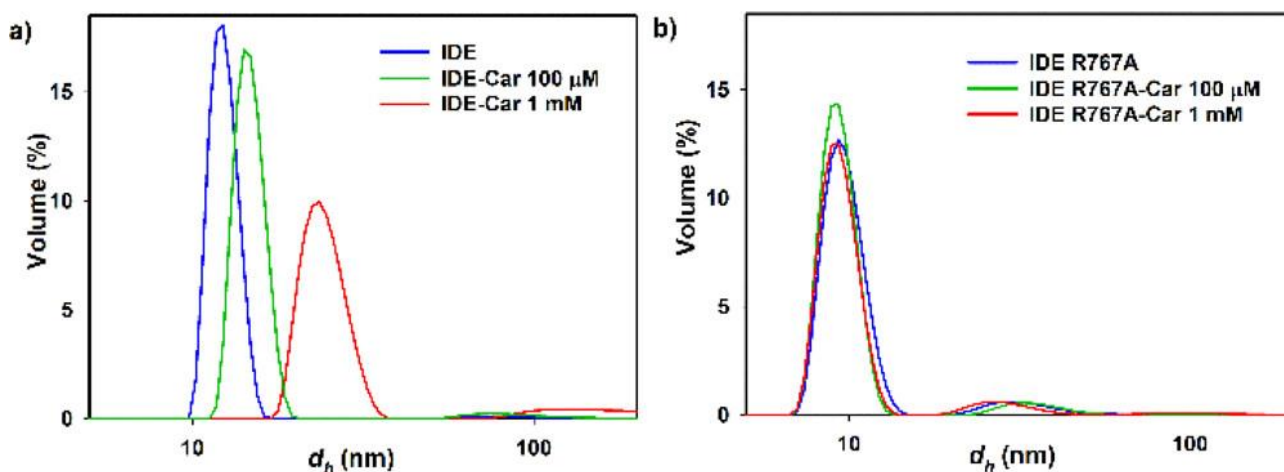 a)
IDE
IDE-Car 100 µM
IDE-Car 1 mM
Volume (%)
15
10
5
0
10
100
d_h (nm)
b)
IDE R767A
IDE R767A-Car 100 µM
IDE R767A-Car 1 mM
Volume (%)
15
10
5
0
10
100
d_h (nm)